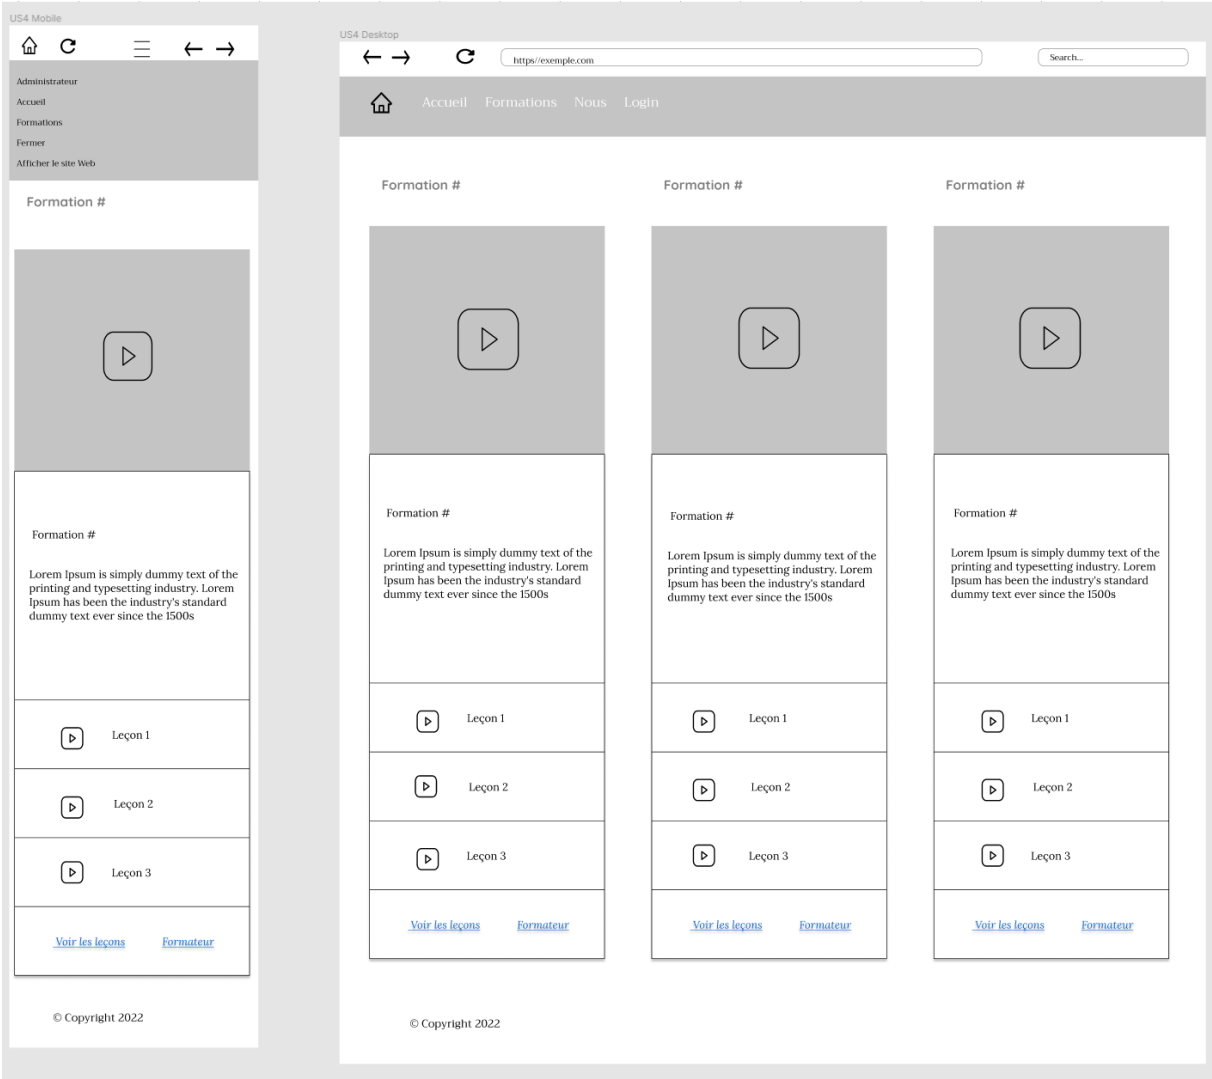 US4 Mobile
Administrateur
Accueil
Formations
Fermer
Afficher le site Web
Formation #
Formation #
Lorem Ipsum is simply dummy text of the
printing and typesetting industry. Lorem
Ipsum has been the industry's standard
dummy text ever since the 1500s
Leçon 1
Leçon 2
Leçon 3
Voir les leçons Formateur
© Copyright 2022
US4 Desktop
https//exemple.com
Search...
Accueil Formations Nous Login
Formation #
Formation #
Lorem Ipsum is simply dummy text of the
printing and typesetting industry. Lorem
Ipsum has been the industry's standard
dummy text ever since the 1500s
Leçon 1
Leçon 2
Leçon 3
Voir les leçons Formateur
Formation #
Formation #
Lorem Ipsum is simply dummy text of the
printing and typesetting industry. Lorem
Ipsum has been the industry's standard
dummy text ever since the 1500s
Leçon 1
Leçon 2
Leçon 3
Voir les leçons Formateur
Formation #
Formation #
Lorem Ipsum is simply dummy text of the
printing and typesetting industry. Lorem
Ipsum has been the industry's standard
dummy text ever since the 1500s
Leçon 1
Leçon 2
Leçon 3
Voir les leçons Formateur
© Copyright 2022